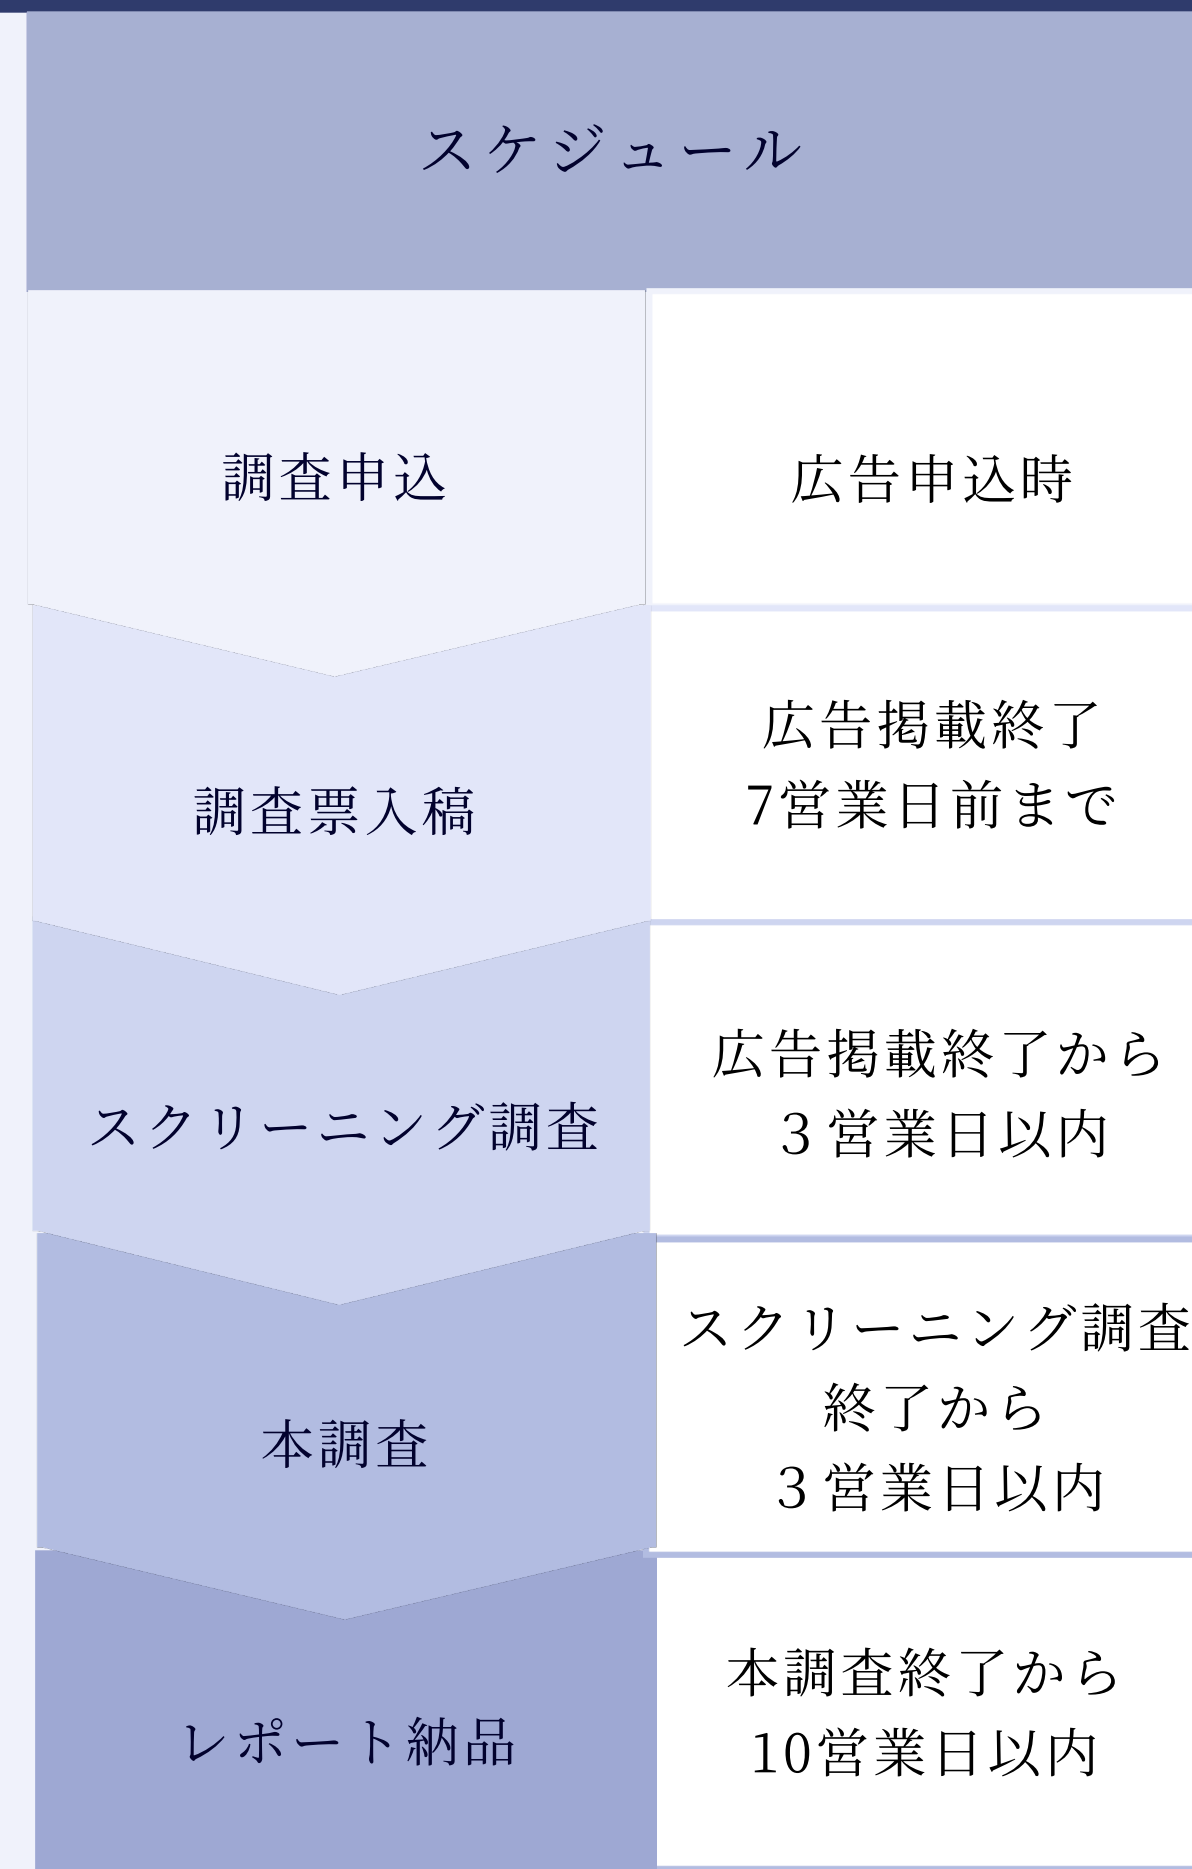 スケジュール
調査申込
広告申込時
調査票入稿
広告掲載終了
7営業日前まで
スクリーニング調査
広告掲載終了から
３営業日以内
本調査
スクリーニング調査
終了から
３営業日以内
レポート納品
本調査終了から
10営業日以内